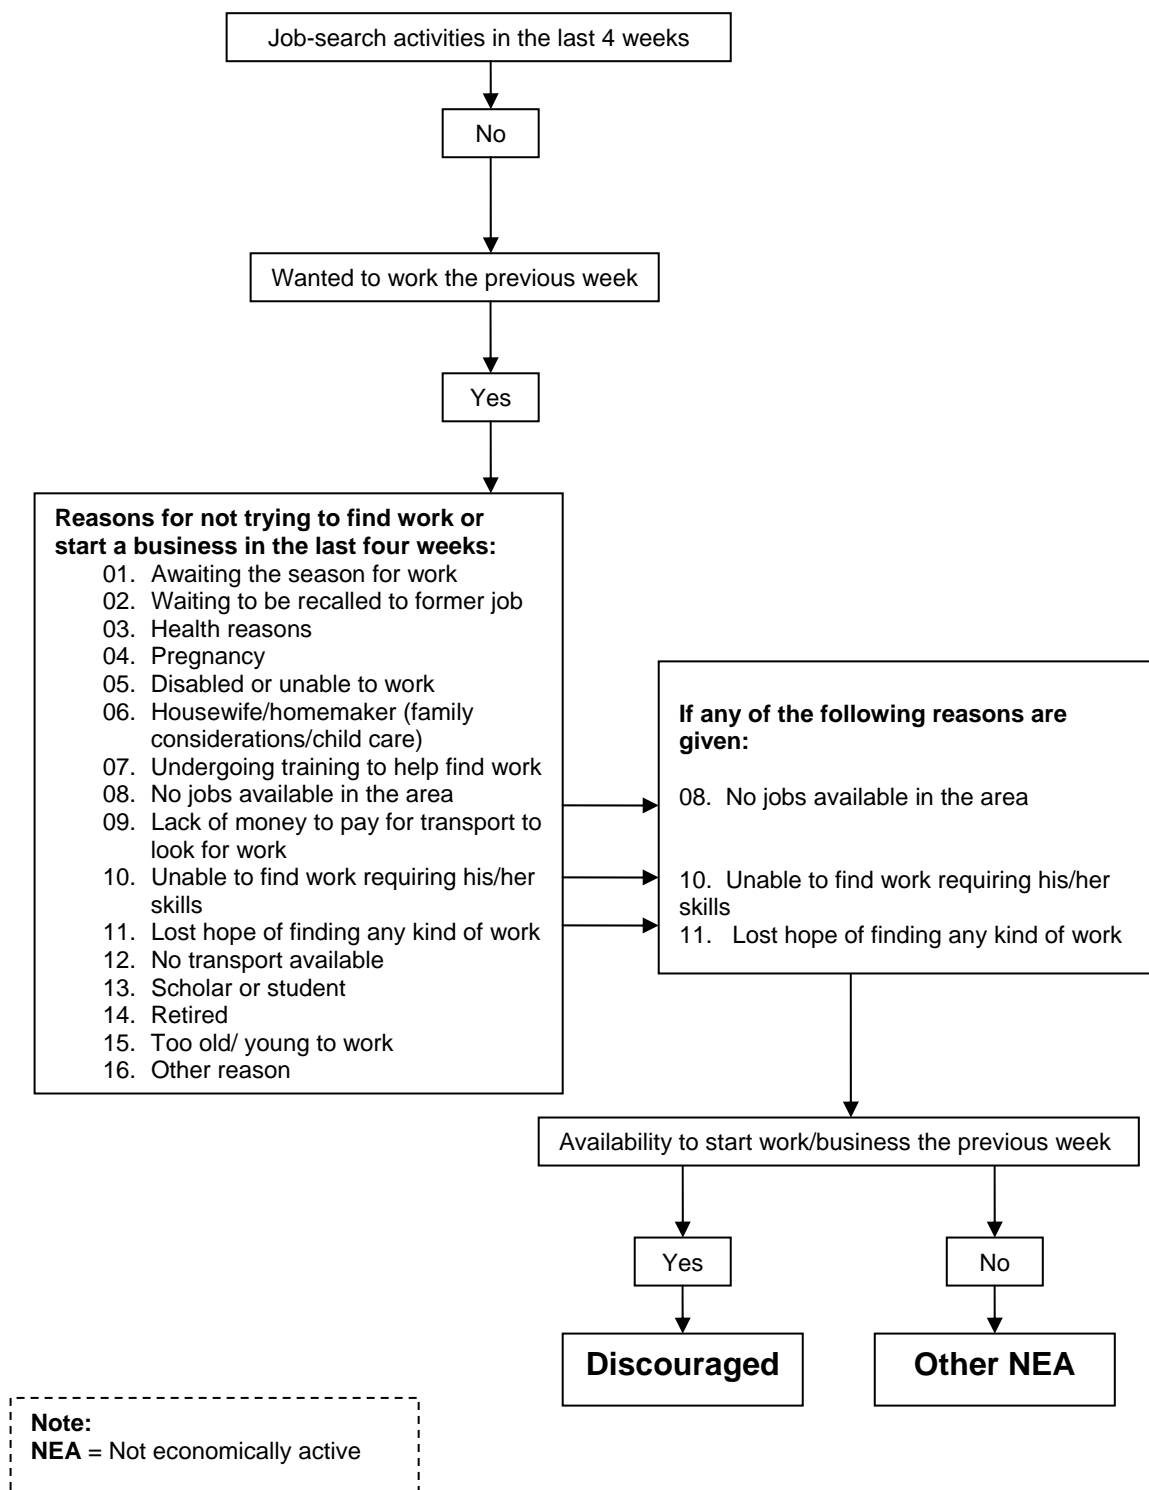 Job-search activities in the last 4 weeks
No
Wanted to work the previous week
Yes
Reasons for not trying to find work or
start a business in the last four weeks:
01. Awaiting the season for work
02. Waiting to be recalled to former job
03. Health reasons
04. Pregnancy
05. Disabled or unable to work
06. Housewife/homemaker (family
considerations/child care)
07. Undergoing training to help find work
08. No jobs available in the area
09. Lack of money to pay for transport to
look for work
10. Unable to find work requiring his/her
skills
11. Lost hope of finding any kind of work
12. No transport available
13. Scholar or student
14. Retired
15. Too old/ young to work
16. Other reason
If any of the following reasons are
given:
08. No jobs available in the area
10. Unable to find work requiring his/her
skills
11. Lost hope of finding any kind of work
Availability to start work/business the previous week
Yes
No
Discouraged
Other NEA
Note:
NEA = Not economically active